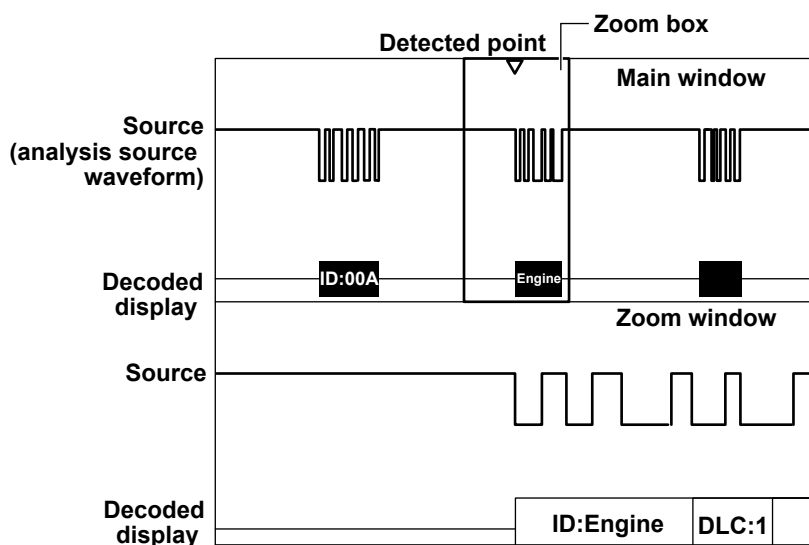 Zoom box
Detected point
Main window
Source
(analysis source
waveform)
ID:00A
Engine
Decoded
display
Zoom window
Source
Decoded
display
ID:Engine
DLC:1